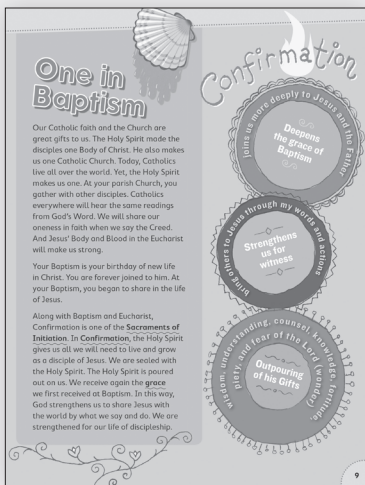 One in
Baptism
Our Catholic faith and the Church are
great gifts to us. The Holy Spirit made the
disciples one Body of Christ. He also makes
us one Catholic Church. Today, Catholics
live all over the world. Yet, the Holy Spirit
makes us one. At your parish Church, you
gather with other disciples. Catholics
everywhere will hear the same readings
from God's Word. We will share our
oneness in faith when we say the Creed.
And Jesus' Body and Blood in the Eucharist
will make us strong.
Your Baptism is your birthday of new life
in Christ. You are forever joined to him. At
your Baptism, you began to share in the life
of Jesus.
Along with Baptism and Eucharist,
Confirmation is one of the Sacraments of
Initiation. In Confirmation, the Holy Spirit
gives us all we will need to live and grow
as a disciple of Jesus. We are sealed with
the Holy Spirit. The Holy Spirit is poured
out on us. We receive again the grace
we first received at Baptism. In this way,
God strengthens us to share Jesus with
the world by what we say and do. We are
strengthened for our life of discipleship.
Confirmation
joins us more deeply to Jesus and the Father
Deepens
the grace of
Baptism
bring others to Jesus through my words and actions
Strengthens
us for
witness
wisdom, understanding, counsel, knowledge, fortitude,
piety, and fear of the Lord (wonder)
Outpouring
of his Gifts
9